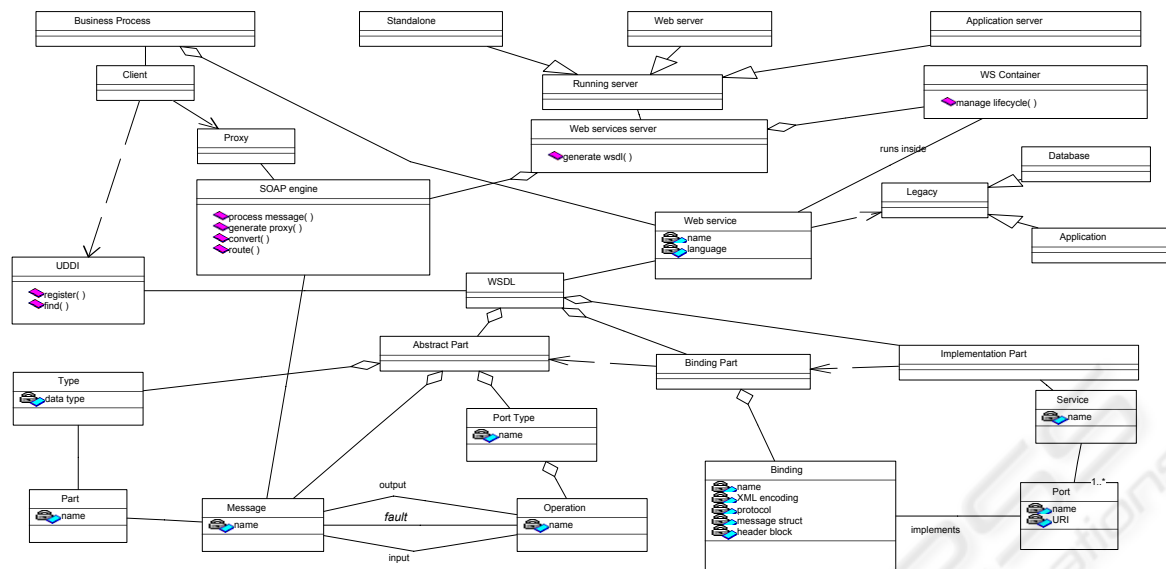 Business Process
Standalone
Web server
Application server
Client
Running server
WS Container
manage lifecycle( )
Proxy
Web services server
generate wsdl( )
runs inside
Database
SOAP engine
process message( )
generate proxy( )
convert( )
route( )
Legacy
Web service
name
language
Application
UDDI
register( )
find( )
WSDL
Abstract Part
Binding Part
Implementation Part
Type
data type
Port Type
name
Service
name
Binding
name
XML encoding
protocol
message struct
header block
1..*
Port
name
URI
implements
Part
name
Message
name
output
fault
input
Operation
name